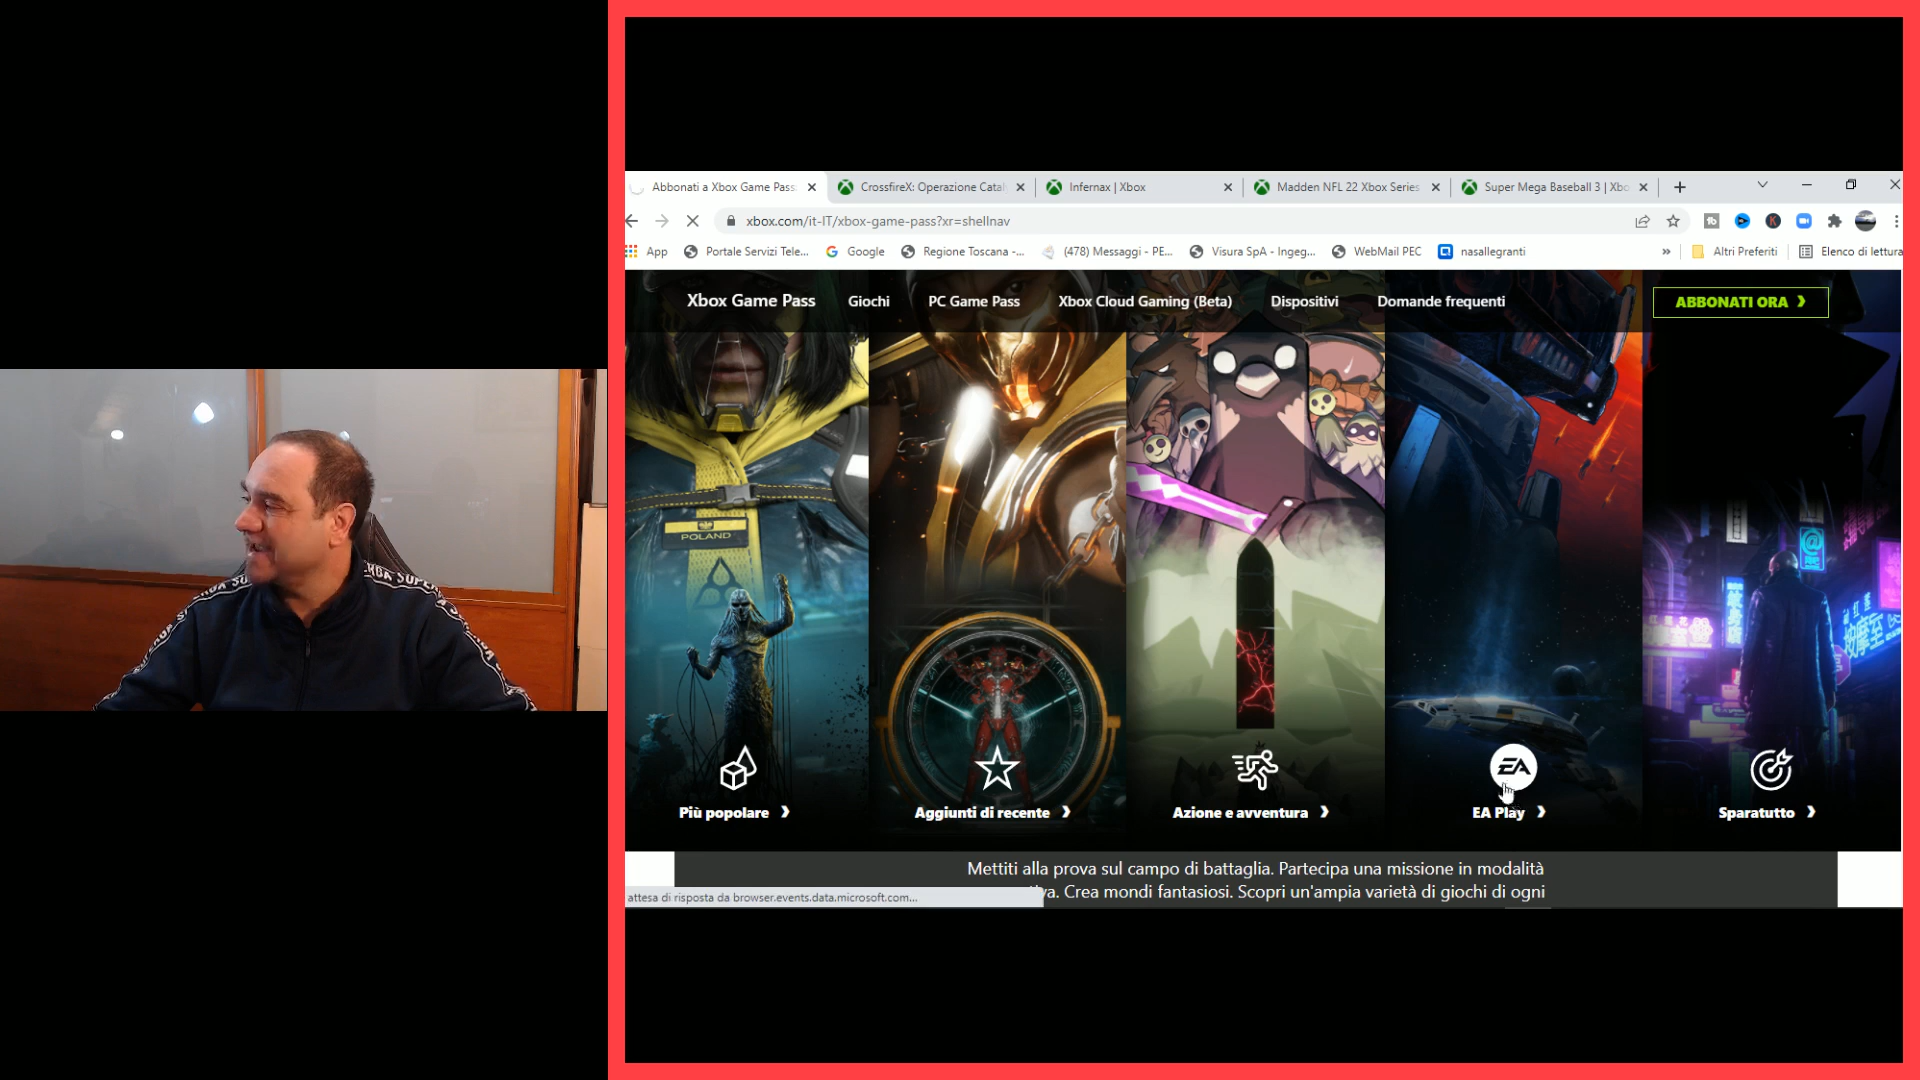 Abbonati a Xbox Game Pass
CrossfireX: Operazione Catal
Infernax | Xbox
Madden NFL 22 Xbox Series
Super Mega Baseball 3 | Xbo
xbox.com/it-IT/xbox-game-pass?xr=shellnav
App
Portale Servizi Tele...
Google
Regione Toscana -...
(478) Messaggi - PE...
Visura SpA - Ingeg...
WebMail PEC
nasallegranti
Altri Preferiti
Elenco di lettura
Xbox Game Pass
Giochi
PC Game Pass
Xbox Cloud Gaming (Beta)
Dispositivi
Domande frequenti
ABBONATI ORA
POLAND
SUPER
EA
Più popolare
Aggiunti di recente
Azione e avventura
EA Play
Sparatutto
Mettiti alla prova sul campo di battaglia. Partecipa una missione in modalità
Crea mondi fantasiosi. Scopri un'ampia varietà di giochi di ogni
attesa di risposta da browser.events.data.microsoft.com...